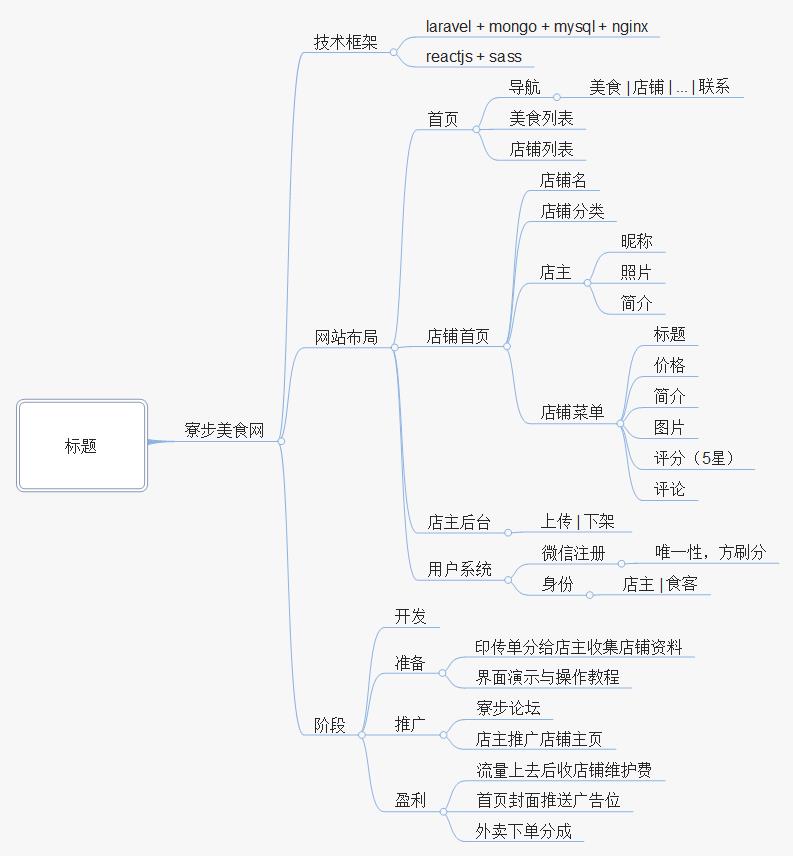 标题
寮步美食网
技术框架
laravel + mongo + mysql + nginx
reactjs + sass
网站布局
首页
导航
美食 | 店铺 | ... | 联系
美食列表
店铺列表
店铺首页
店铺名
店铺分类
店主
昵称
照片
简介
店铺菜单
标题
价格
简介
图片
评分（5星）
评论
店主后台
上传 | 下架
用户系统
微信注册
唯一性，方刷分
身份
店主 | 食客
阶段
开发
准备
印传单分给店主收集店铺资料
界面演示与操作教程
推广
寮步论坛
店主推广店铺主页
盈利
流量上去后收店铺维护费
首页封面推送广告位
外卖下单分成